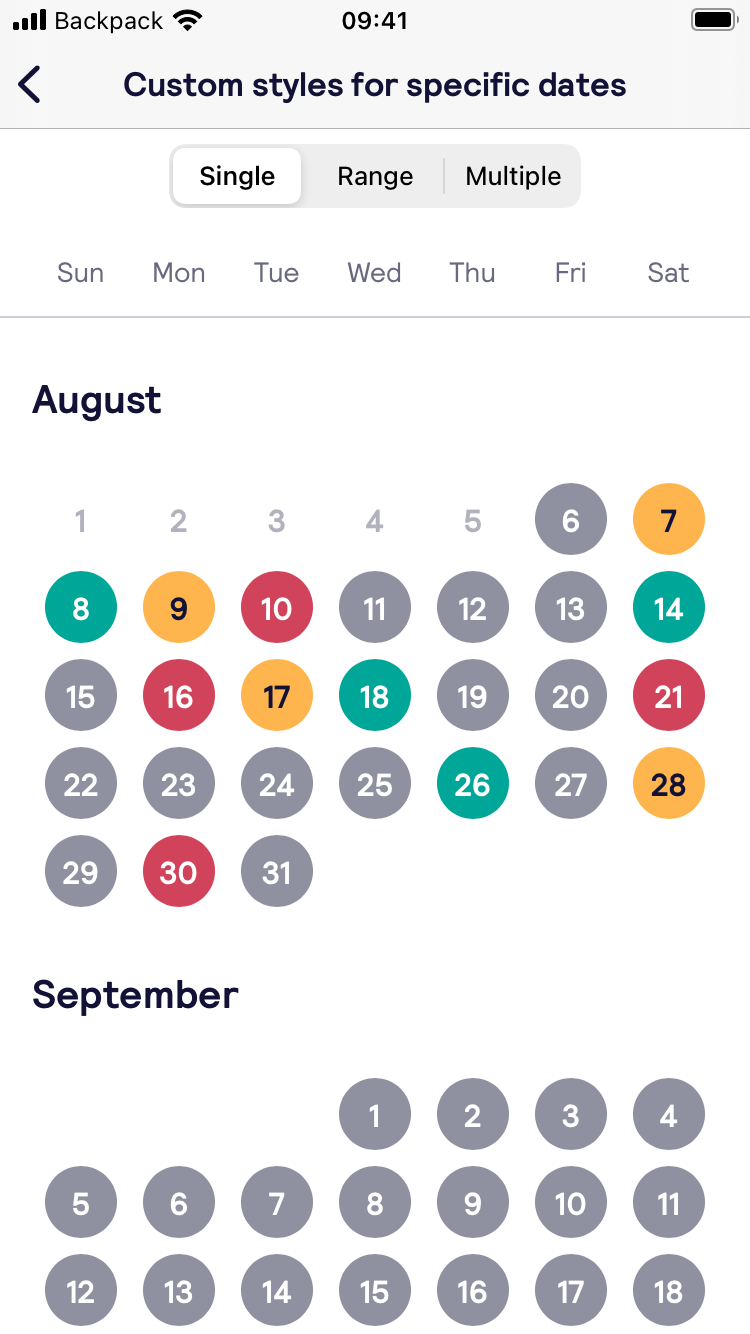 Backpack 09:41
Custom styles for specific dates
Single Range Multiple
Sun Mon Tue Wed Thu Fri Sat
August
1 2 3 4 5 6 7
8 9 10 11 12 13 14
15 16 17 18 19 20 21
22 23 24 25 26 27 28
29 30 31
September
1 2 3 4
5 6 7 8 9 10 11
12 13 14 15 16 17 18